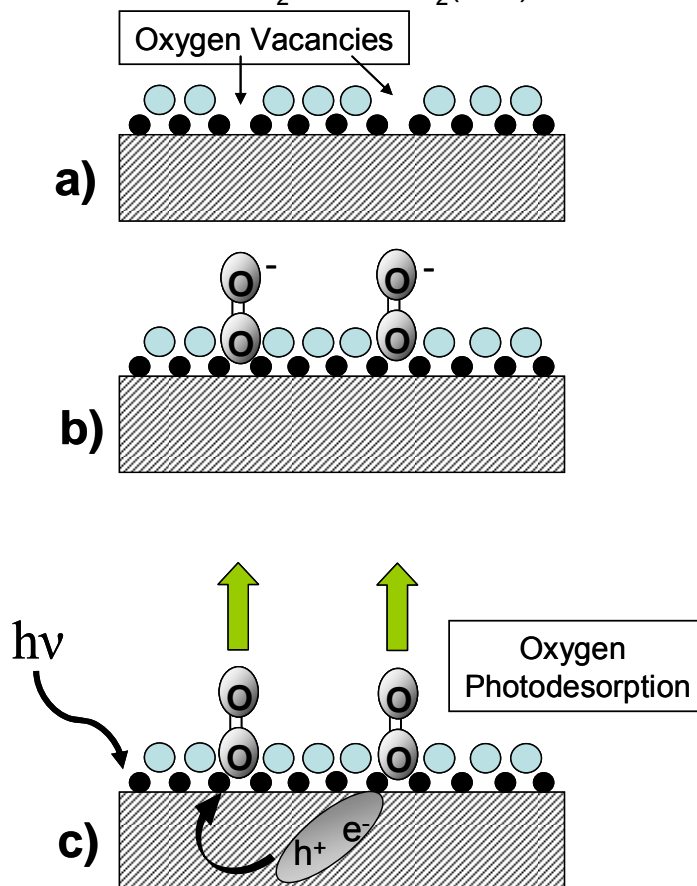 Oxygen Vacancies
a)
O -
O -
O
O
b)
hν
Oxygen
Photodesorption
O
O
O
O
c)
h+
e-